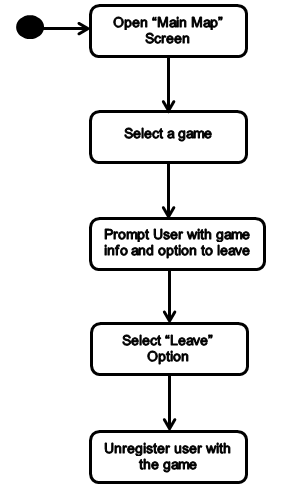 Open “Main Map”
Screen
Select a game
Prompt User with game
info and option to leave
Select “Leave”
Option
Unregister user with
the game